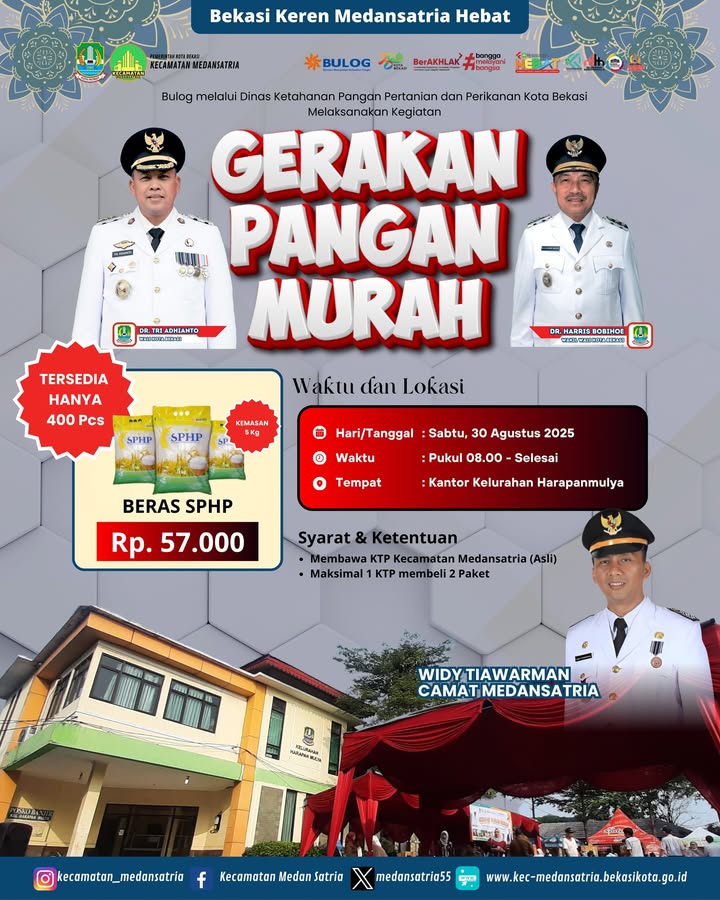 Bekasi Keren Medansatria Hebat
PEMERINTAH KOTA BEKASI
KECAMATAN MEDANSATRIA
KECAMATAN
BULOG
BerAKHLAK
#bangga
melayani
bangsa
Bulog melalui Dinas Ketahanan Pangan Pertanian dan Perikanan Kota Bekasi
Melaksanakan Kegiatan
GERAKAN
PANGAN
MURAH
DR. TRI ADHIANTO
WALI KOTA BEKASI
DR. HARRIS BOBIHOE
WAKIL WALI KOTA BEKASI
TERSEDIA
HANYA
400 Pcs
KEMASAN
5 Kg
SPHP
SPHP
BERAS SPHP
Rp. 57.000
Waktu dan Lokasi
Hari/Tanggal : Sabtu, 30 Agustus 2025
Waktu : Pukul 08.00 - Selesai
Tempat : Kantor Kelurahan Harapanmulya
Syarat & Ketentuan
• Membawa KTP Kecamatan Medansatria (Asli)
• Maksimal 1 KTP membeli 2 Paket
WIDY TIAWARMAN
CAMAT MEDANSATRIA
KELURAHAN
HARAPAN MULYA
kecamatan_medansatria
Kecamatan Medan Satria
medansatria55
www.kec-medansatria.bekasikota.go.id